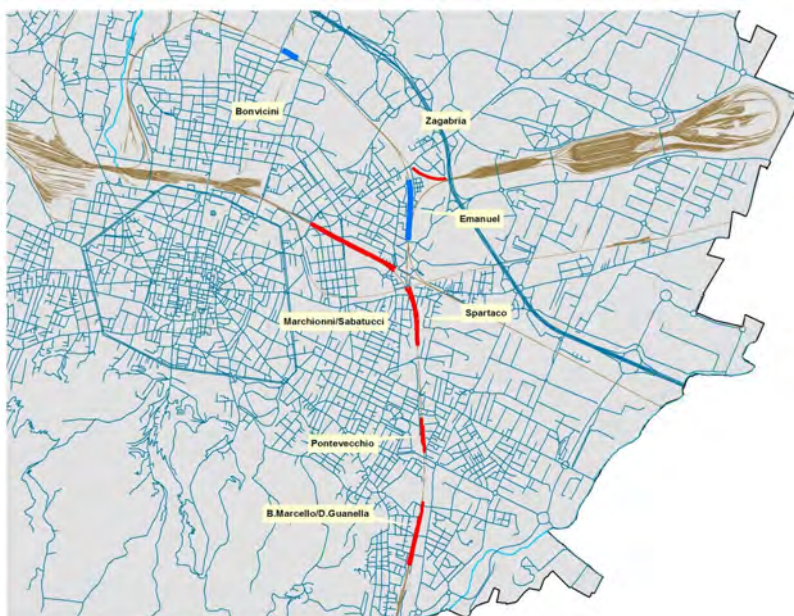 Bonvicini
Zagabria
Emanuel
Spartaco
Marchionni/Sabatucci
Pontevecchio
B.Marcello/D.Guanella